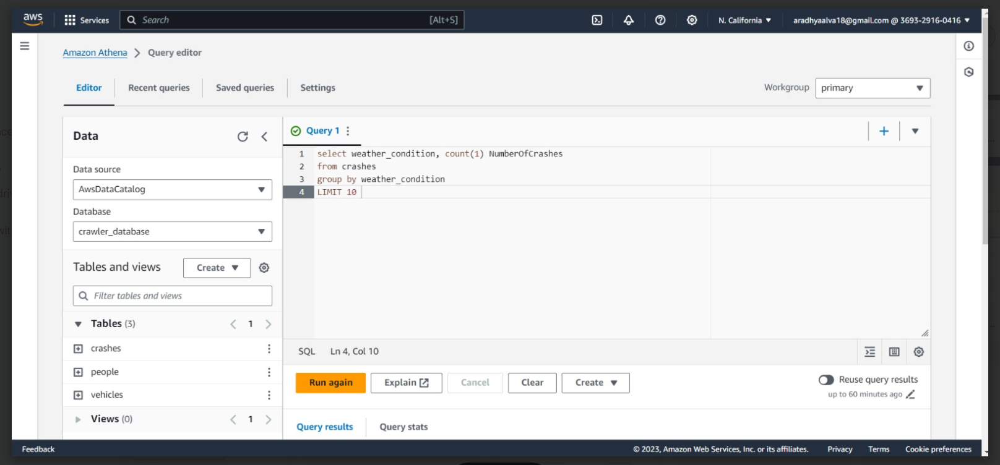 aws Services Search [Alt+S] N. California aradhyaalva18@gmail.com @ 3693-2916-0416
Amazon Athena Query editor
Editor Recent queries Saved queries Settings Workgroup primary
Data
Data source
AwsDataCatalog
Database
crawler_database
Tables and views Create
Filter tables and views
Tables (3) 1
crashes
people
vehicles
Views (0) 1
Query 1
1 select weather_condition, count(1) NumberOfCrashes
2 from crashes
3 group by weather_condition
4 LIMIT 10
SQL Ln 4, Col 10
Run again Explain Cancel Clear Create Reuse query results
up to 60 minutes ago
Query results Query stats
Feedback © 2023, Amazon Web Services, Inc. or its affiliates. Privacy Terms Cookie preferences